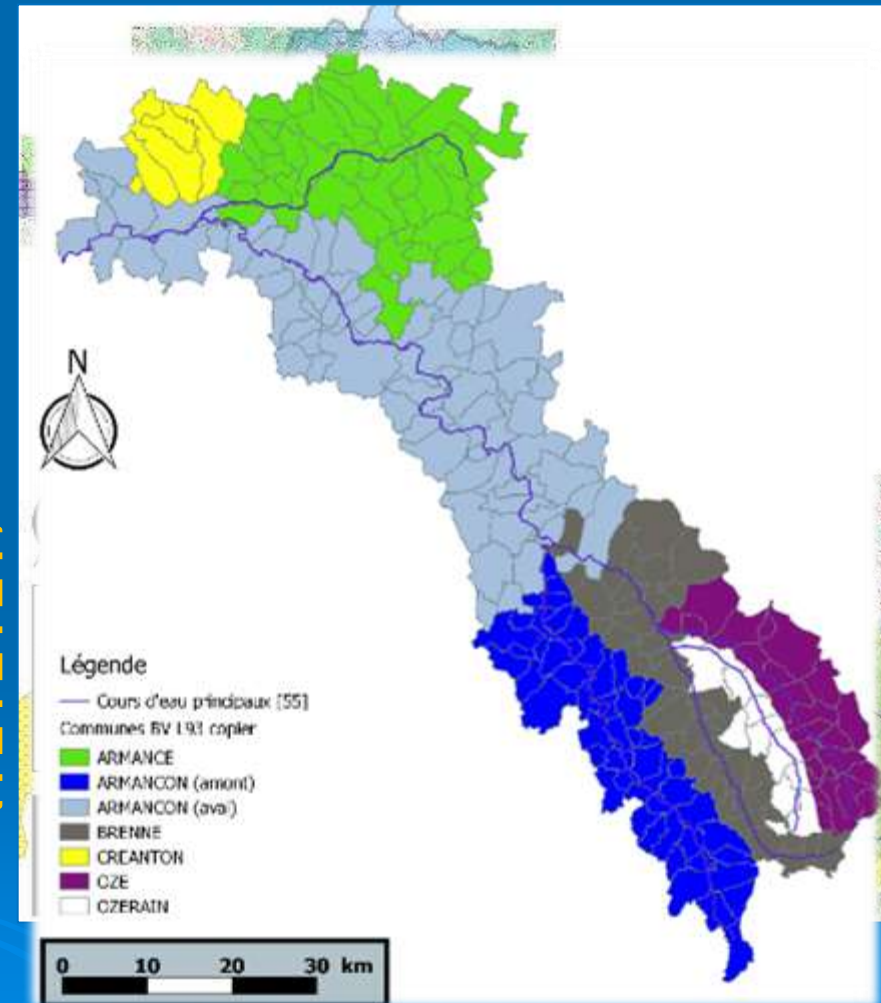 N
Légende
Cours d'eau principaux [55]
Communes BV L93 copier
ARMANCE
ARMANCON (amont)
ARMANCON (aval)
BRENNE
CREANTON
OZE
OZERAIN
0 10 20 30 km